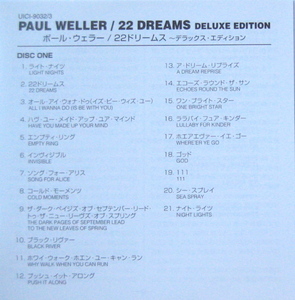 UICI-9032/3
PAUL WELLER / 22 DREAMS DELUXE EDITION
ポール・ウェラー / 22ドリームス ~デラックス・エディション
DISC ONE
1. ライト・ナイツ
LIGHT NIGHTS
2. 22ドリームス
22 DREAMS
3. オール・アイ・ウォナ・ドゥ(イズ・ビー・ウィズ・ユー)
ALL I WANNA DO (IS BE WITH YOU)
4. ハヴ・ユー・メイド・アップ・ユア・マインド
HAVE YOU MADE UP YOUR MIND
5. エンプティ・リング
EMPTY RING
6. インヴィジブル
INVISIBLE
7. ソング・フォー・アリス
SONG FOR ALICE
8. コールド・モーメンツ
COLD MOMENTS
9. ザ・ダーク・ペイジズ・オブ・セプテンバー・リード・
トゥ・ザ・ニュー・リーヴズ・オブ・スプリング
THE DARK PAGES OF SEPTEMBER LEAD
TO THE NEW LEAVES OF SPRING
10. ブラック・リヴァー
BLACK RIVER
11. ホワイ・ウォーク・ホエン・ユー・キャン・ラン
WHY WALK WHEN YOU CAN RUN
12. プッシュ・イット・アロング
PUSH IT ALONG
13. ア・ドリーム・リプライズ
A DREAM REPRISE
14. エコーズ・ラウンド・ザ・サン
ECHOES ROUND THE SUN
15. ワン・ブライト・スター
ONE BRIGHT STAR
16. ララバイ・フォア・キンダー
LULLABY FÜR KINDER
17. ホエアエヴァー・イエ・ゴー
WHERE'ER YE GO
18. ゴッド
GOD
19. 111
111
20. シー・スプレイ
SEA SPRAY
21. ナイト・ライツ
NIGHT LIGHTS